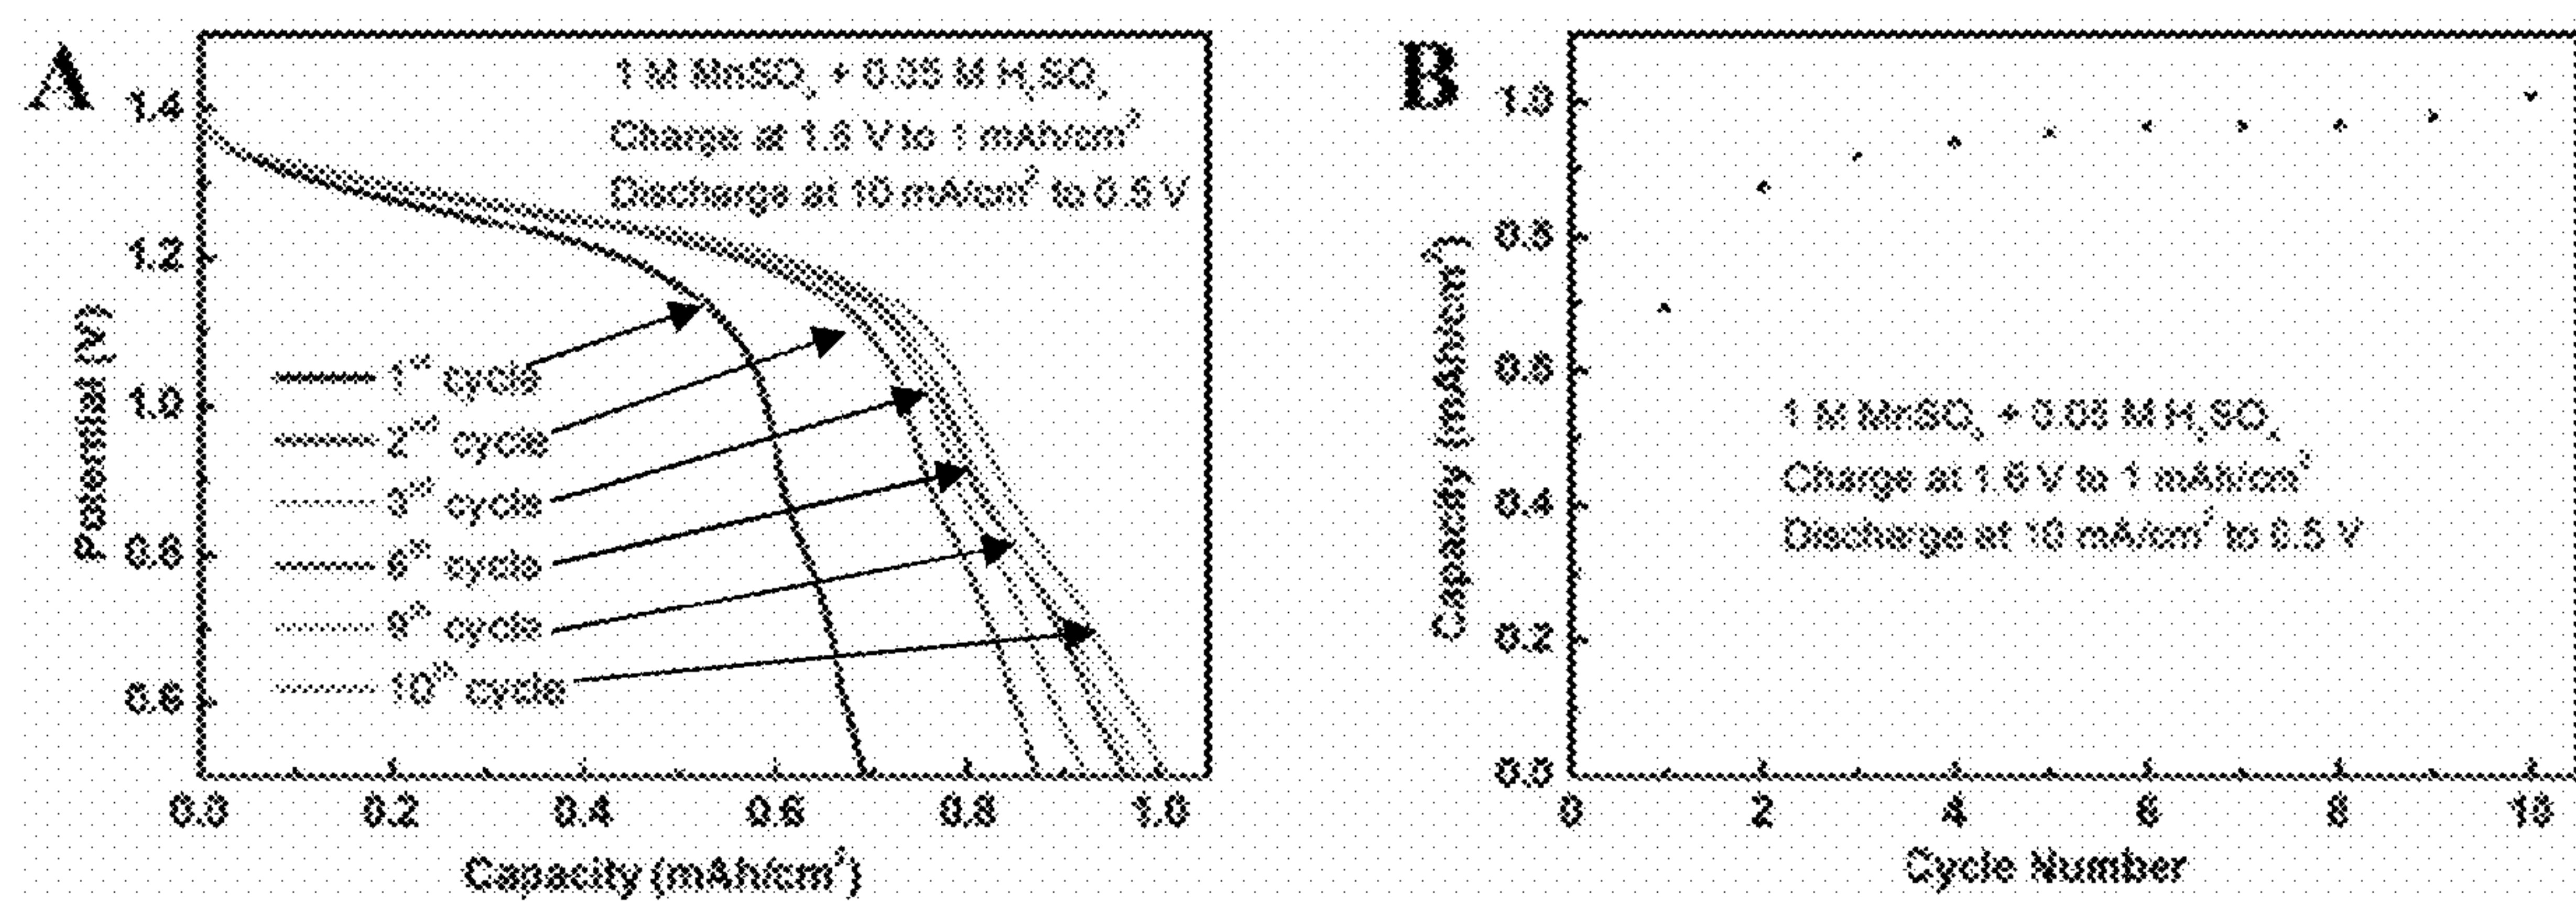 A
1 M MnSO4 + 0.05 M H2SO4
Charge at 1.6 V to 1 mAh/cm2
Discharge at 10 mA/cm2 to 0.5 V
1.4
1.2
1.0
0.8
0.6
Potential (V)
1st cycle
2nd cycle
3rd cycle
6th cycle
9th cycle
10th cycle
0.0 0.2 0.4 0.6 0.8 1.0
Capacity (mAh/cm2)
B
1.0
0.8
0.6
0.4
0.2
0.0
Capacity (mAh/cm2)
1 M MnSO4 + 0.05 M H2SO4
Charge at 1.6 V to 1 mAh/cm2
Discharge at 10 mA/cm2 to 0.5 V
0 2 4 6 8 10
Cycle Number